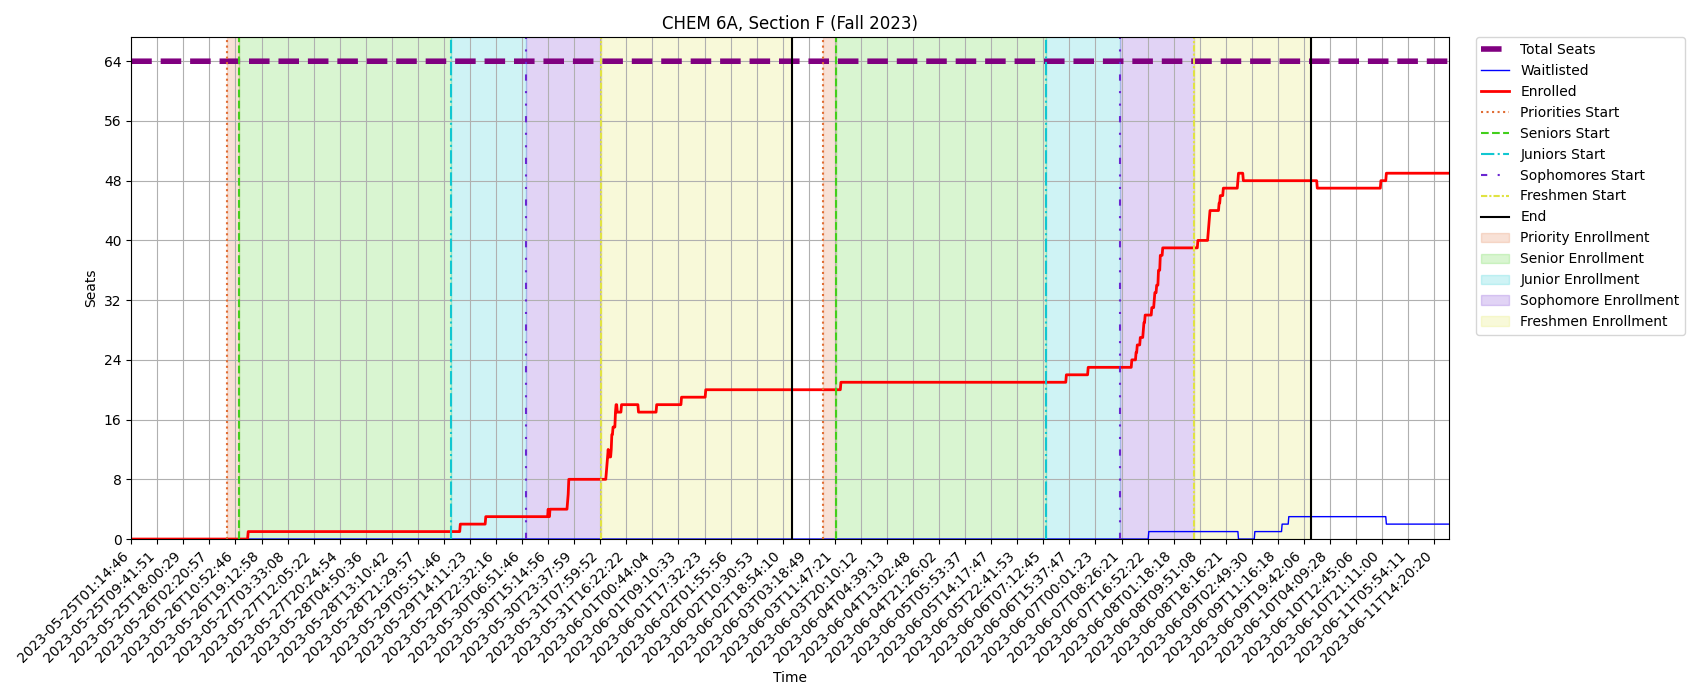 CHEM 6A, Section F (Fall 2023)
Seats
64
56
48
40
32
24
16
8
0
2023-05-25T01:14:46
2023-05-25T09:41:51
2023-05-25T18:00:29
2023-05-26T02:20:57
2023-05-26T10:52:46
2023-05-26T19:12:58
2023-05-27T03:33:08
2023-05-27T12:05:22
2023-05-27T20:24:54
2023-05-28T04:50:36
2023-05-28T13:10:42
2023-05-28T21:29:57
2023-05-29T05:51:46
2023-05-29T14:11:23
2023-05-29T22:32:16
2023-05-30T06:51:46
2023-05-30T15:14:56
2023-05-30T23:37:59
2023-05-31T07:59:52
2023-05-31T16:22:22
2023-06-01T00:44:04
2023-06-01T09:10:33
2023-06-01T17:32:23
2023-06-02T01:55:56
2023-06-02T10:30:53
2023-06-02T18:54:10
2023-06-03T03:18:49
2023-06-03T11:47:21
2023-06-03T20:10:12
2023-06-04T04:39:13
2023-06-04T13:02:48
2023-06-04T21:26:02
2023-06-05T05:53:37
2023-06-05T14:17:47
2023-06-05T22:41:53
2023-06-06T07:12:45
2023-06-06T15:37:47
2023-06-07T00:01:23
2023-06-07T08:26:21
2023-06-07T16:52:22
2023-06-08T01:18:18
2023-06-08T09:51:08
2023-06-08T18:16:21
2023-06-09T02:49:30
2023-06-09T11:16:18
2023-06-09T19:42:06
2023-06-10T04:09:28
2023-06-10T12:45:06
2023-06-10T21:11:00
2023-06-11T05:54:11
2023-06-11T14:20:20
Time
Total Seats
Waitlisted
Enrolled
Priorities Start
Seniors Start
Juniors Start
Sophomores Start
Freshmen Start
End
Priority Enrollment
Senior Enrollment
Junior Enrollment
Sophomore Enrollment
Freshmen Enrollment